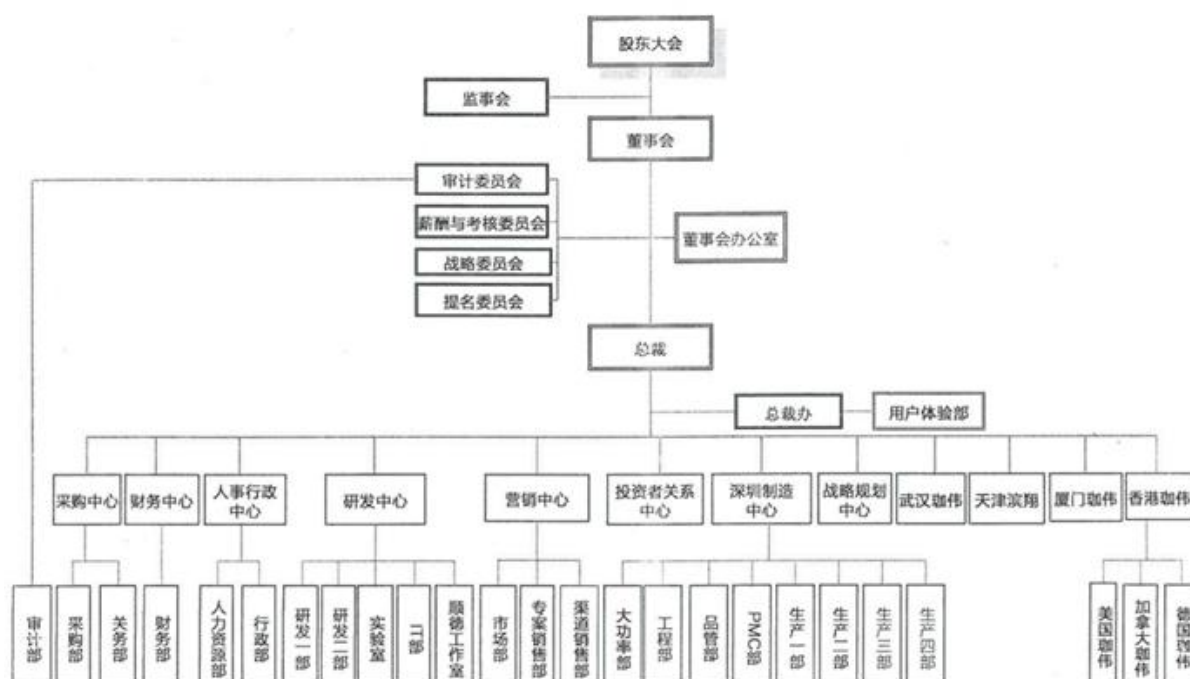 股东大会
监事会
董事会
审计委员会
薪酬与考核委员会
董事会办公室
战略委员会
提名委员会
总裁
总裁办
用户体验部
采购中心
财务中心
人事行政
中心
研发中心
营销中心
投资者关系
中心
深圳制造
中心
战略规划
中心
武汉珈伟
天津滨翔
厦门珈伟
香港珈伟
审计部
采购部
关务部
财务部
人力资源部
行政部
研发一部
研发二部
实验室
IT部
顺德工作室
市场部
专案销售部
渠道销售部
大功率部
工程部
品管部
PMC部
生产一部
生产二部
生产三部
生产四部
美国珈伟
加拿大珈伟
德国珈伟